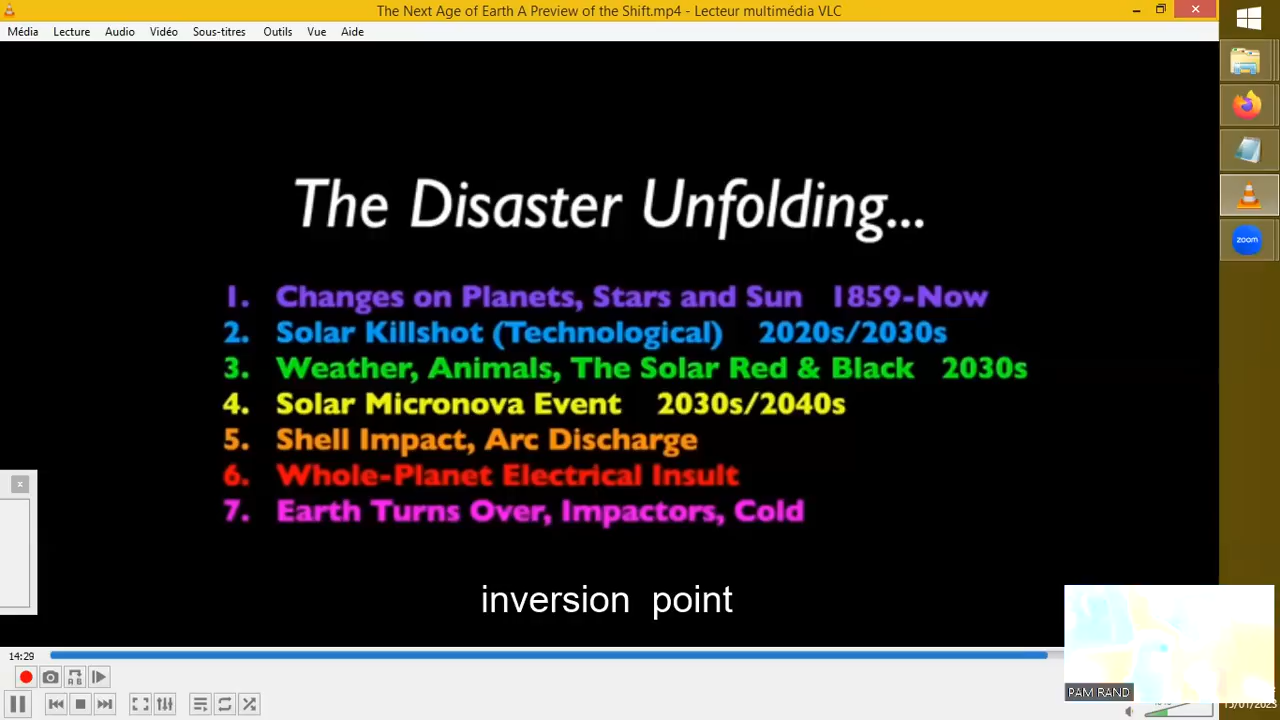 The Next Age of Earth A Preview of the Shift.mp4 - Lecteur multimédia VLC
Média Lecture Audio Vidéo Sous-titres Outils Vue Aide
The Disaster Unfolding...
1. Changes on Planets, Stars and Sun 1859-Now
2. Solar Killshot (Technological) 2020s/2030s
3. Weather, Animals, The Solar Red & Black 2030s
4. Solar Micronova Event 2030s/2040s
5. Shell Impact, Arc Discharge
6. Whole-Planet Electrical Insult
7. Earth Turns Over, Impactors, Cold
inversion point
zoom
14:29
PAM RAND